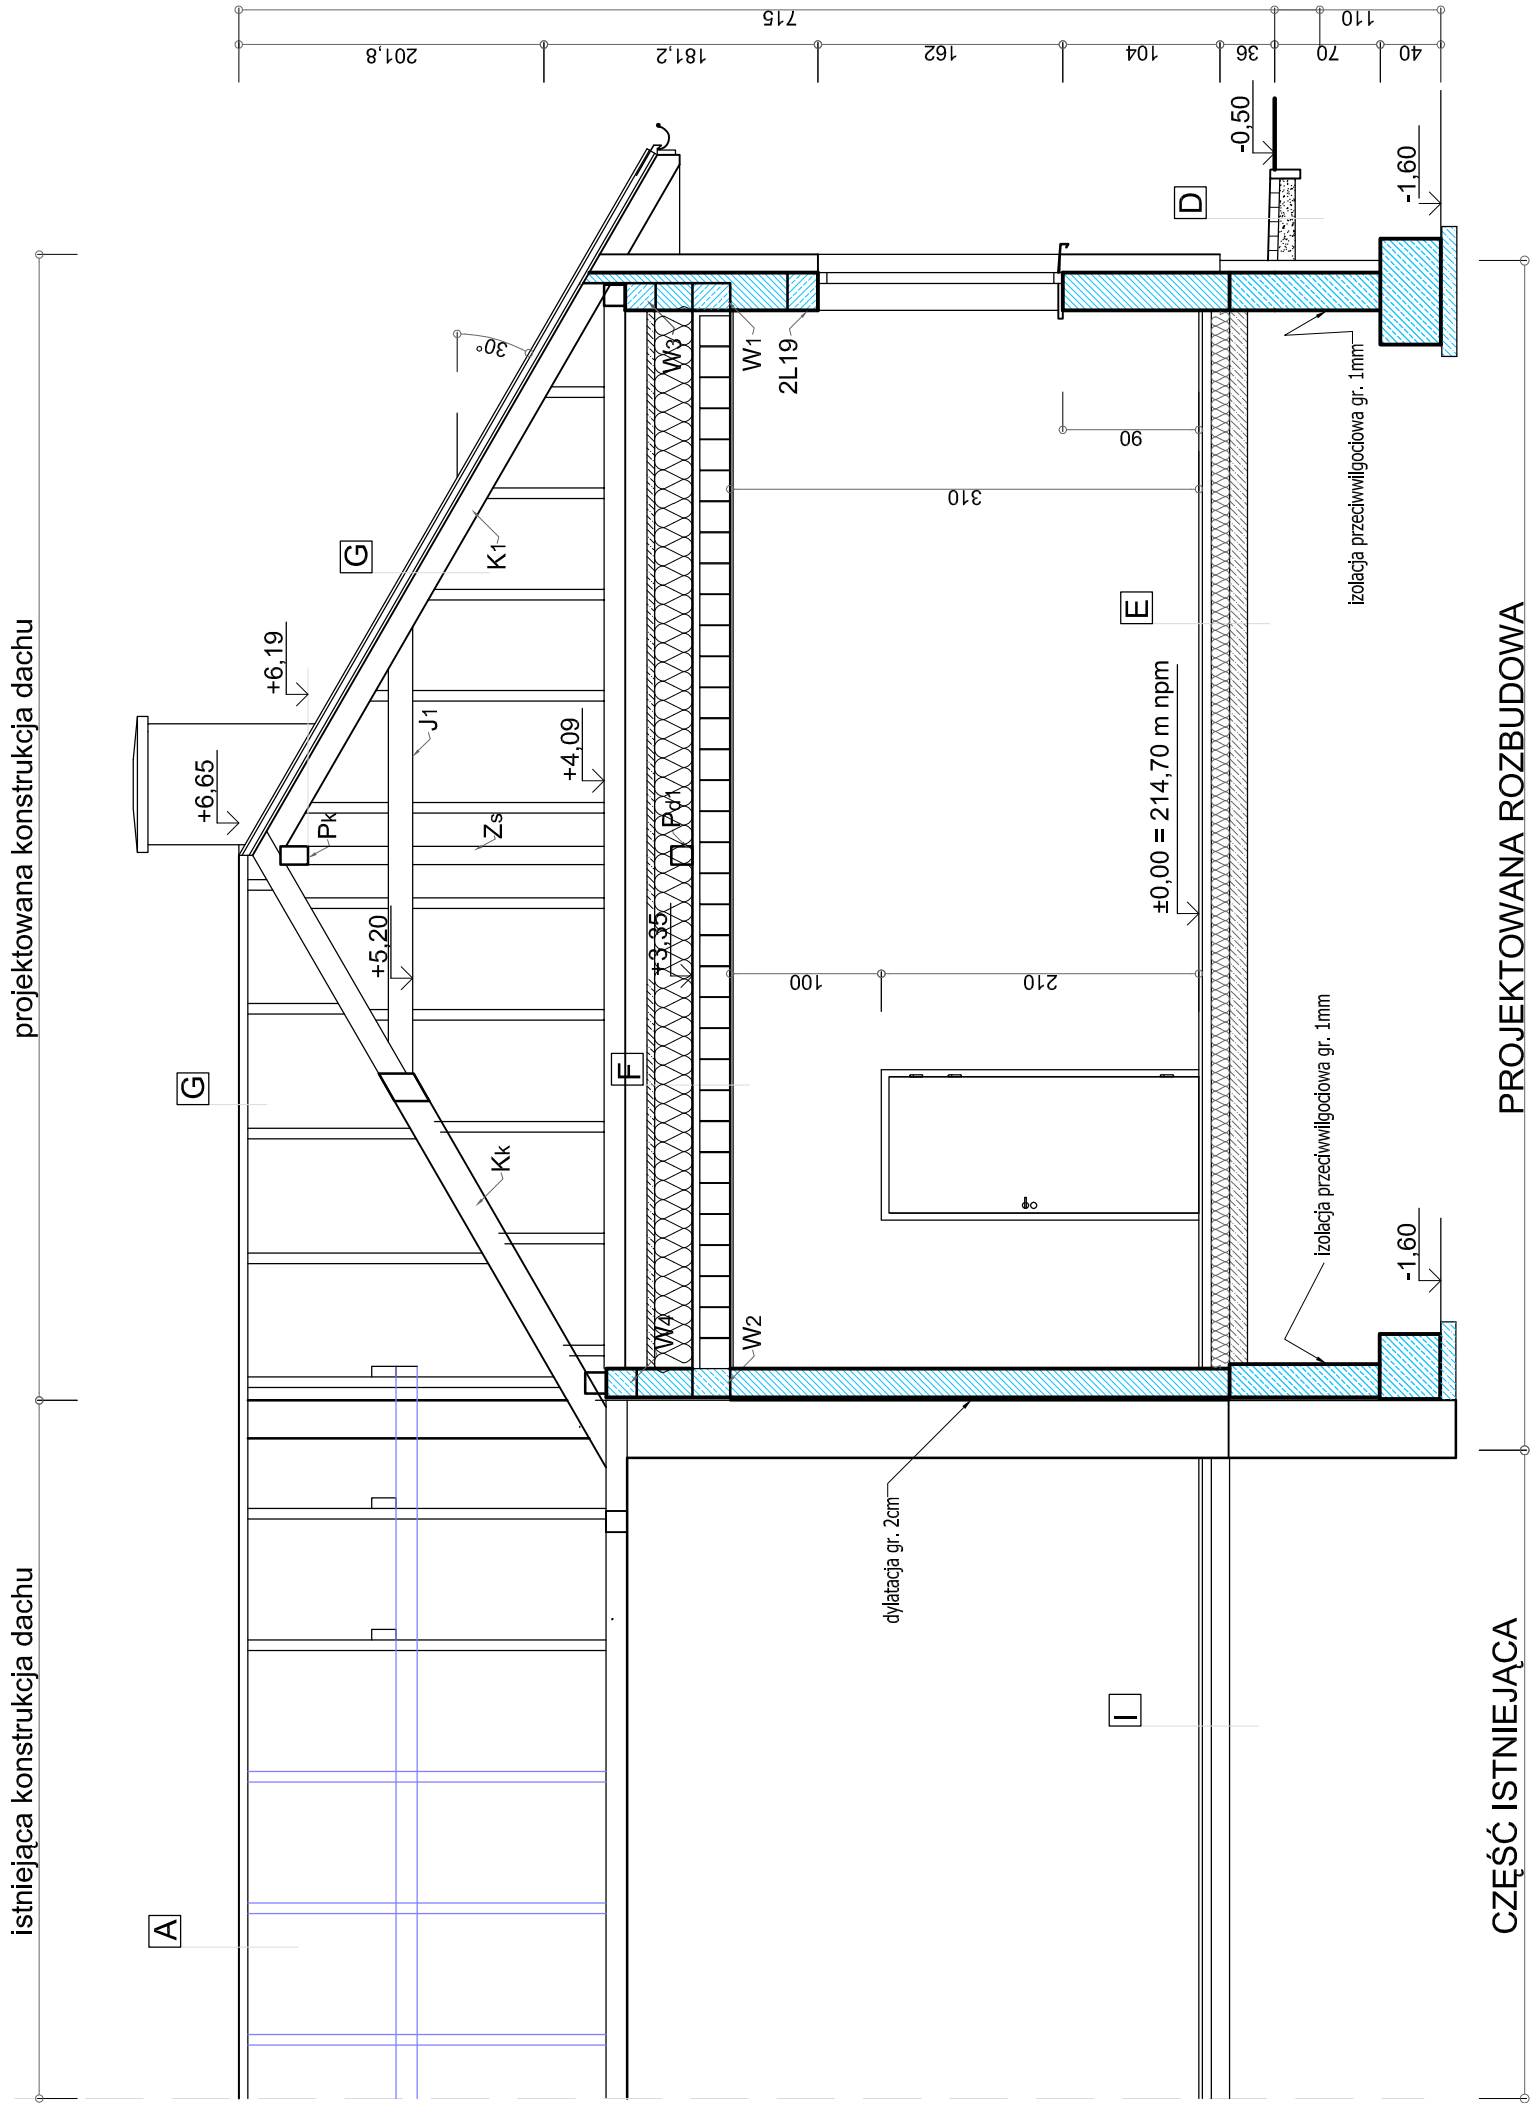 istniejąca konstrukcja dachu
projektowana konstrukcja dachu
A
G
+6,65
+6,19
G
30°
Pk
J1
K1
Zs
+5,20
+4,09
Kk
F
+3,35
Pd1
W3
W4
W1
W2
2L19
100
210
310
90
±0,00 = 214,70 m npm
E
I
D
-0,50
-1,60
-1,60
dylatacja gr. 2cm
izolacja przeciwwilgociowa gr. 1mm
izolacja przeciwwilgociowa gr. 1mm
715
110
201,8
181,2
162
104
36
70
40
CZĘŚĆ ISTNIEJĄCA
PROJEKTOWANA ROZBUDOWA